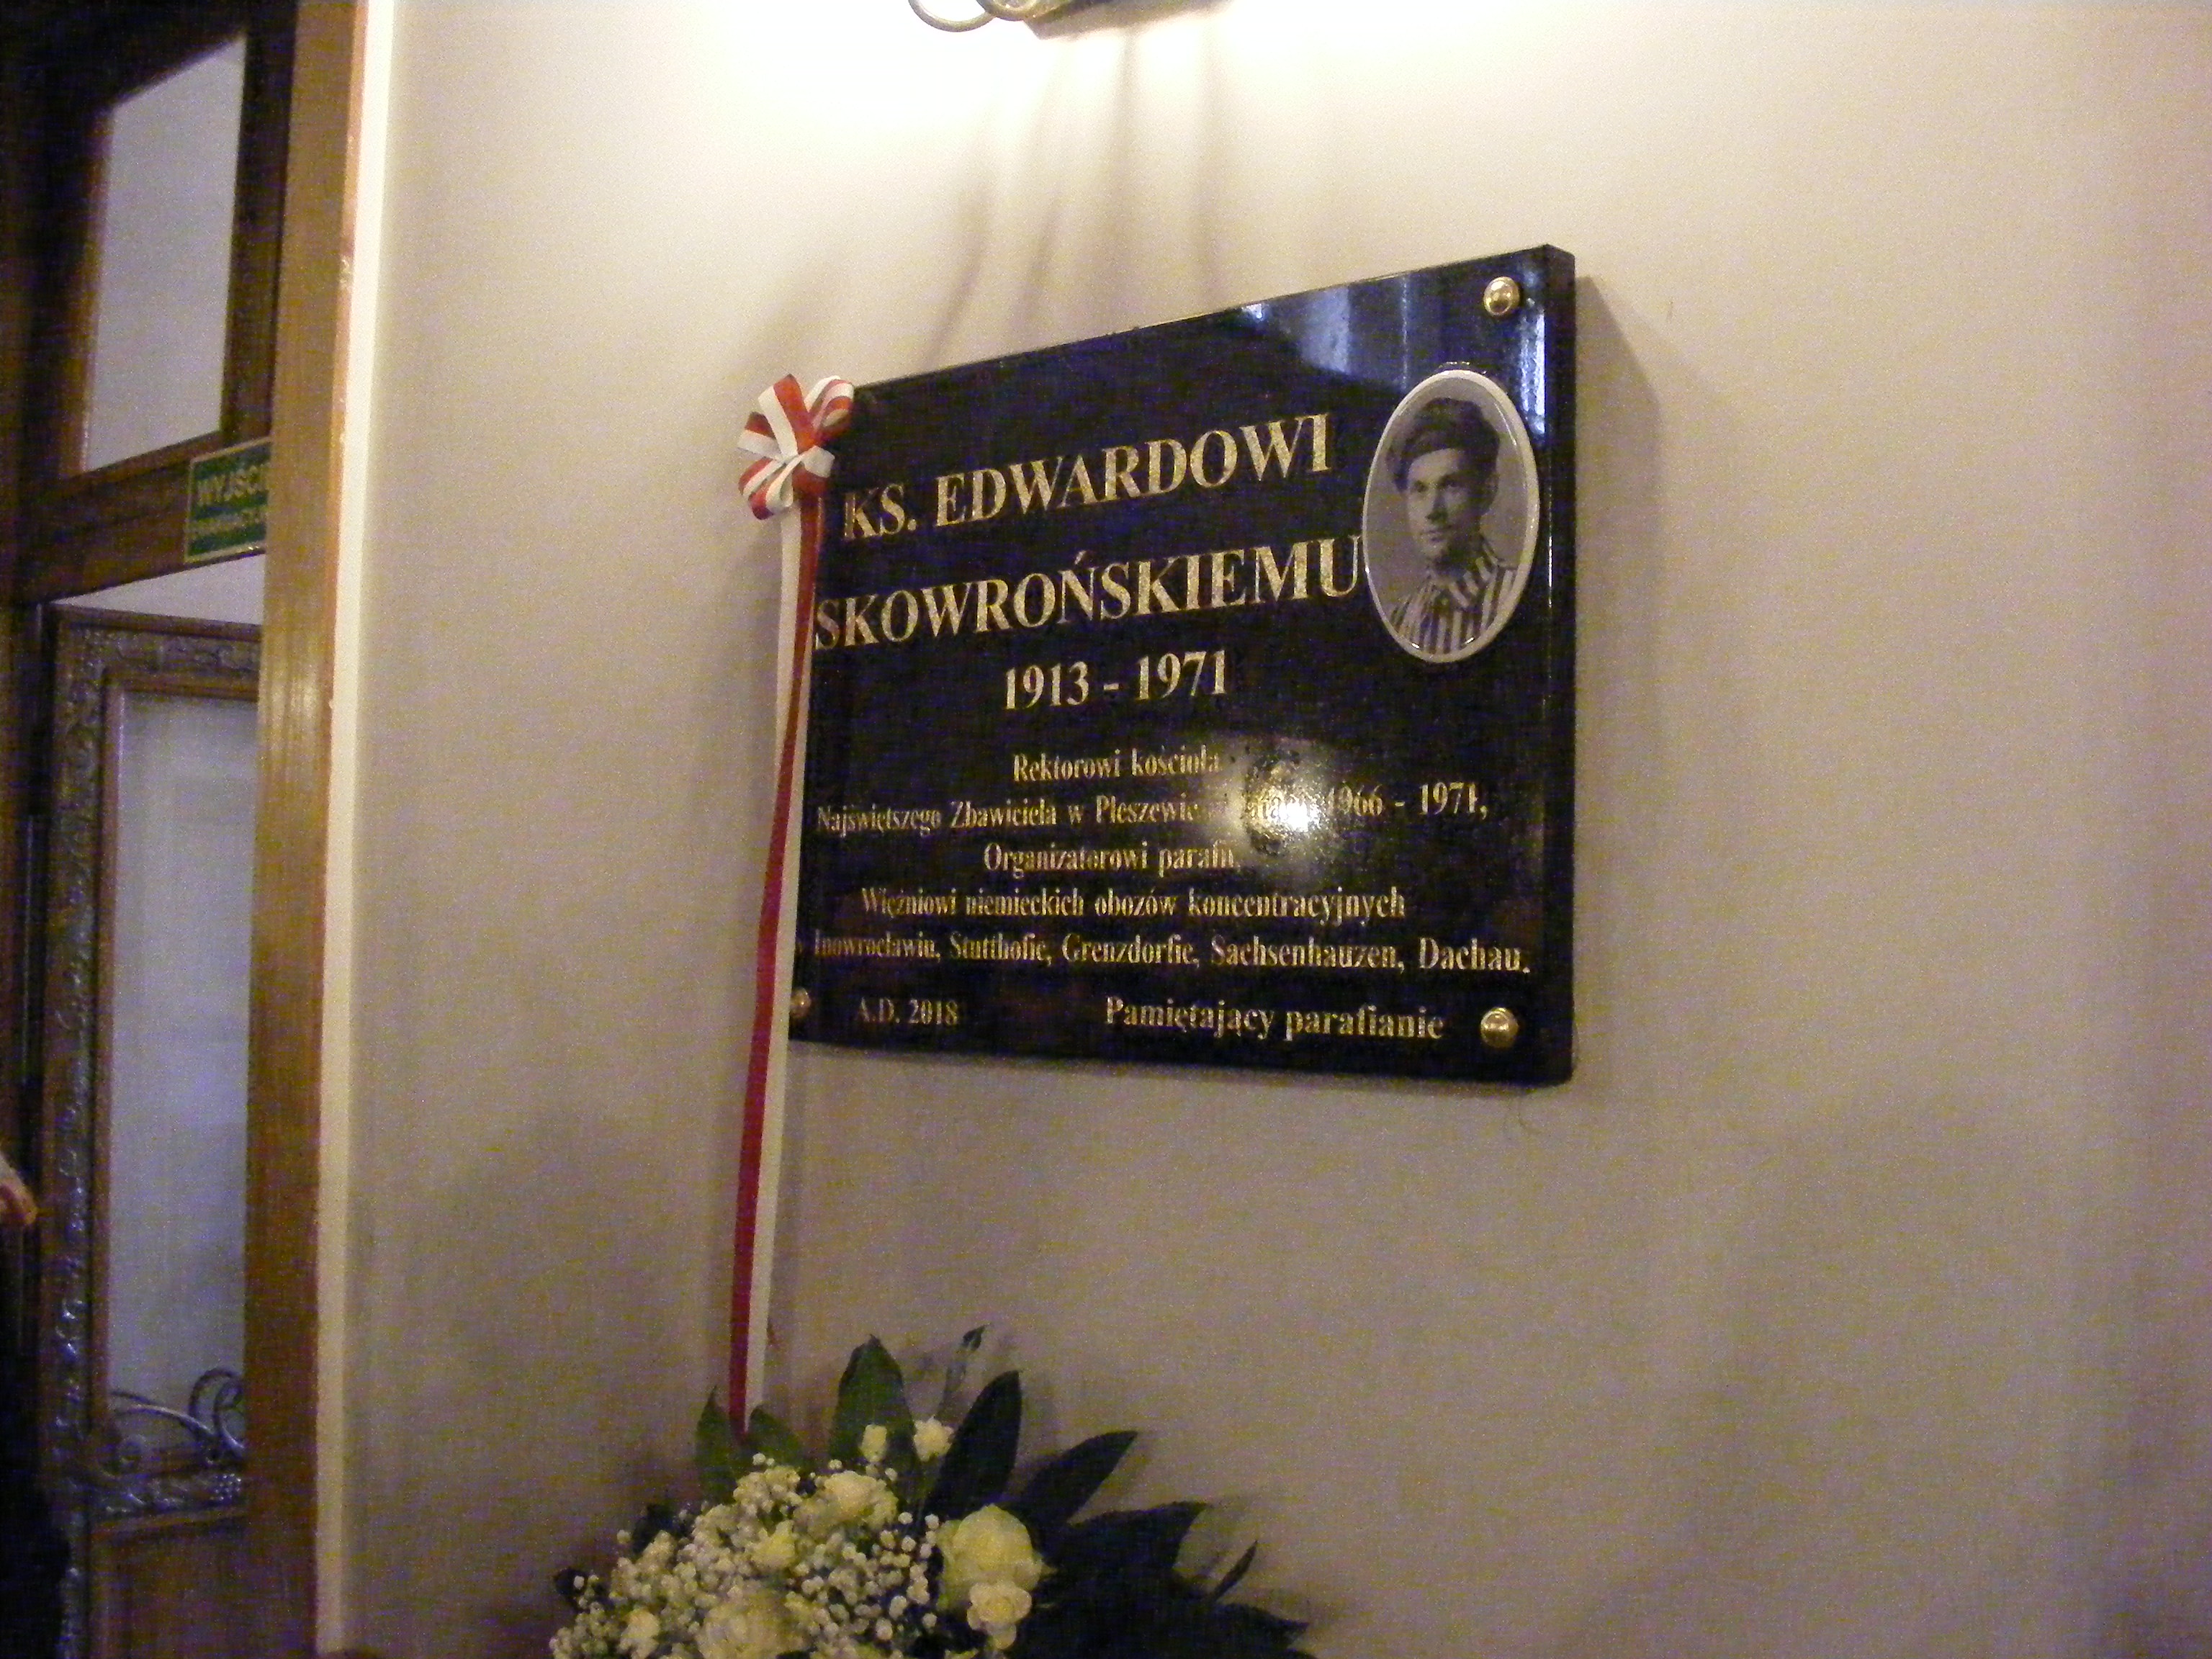 WYJŚCIE
KS. EDWARDOWI
SKOWROŃSKIEMU
1913 - 1971
Rektorowi kościoła
Najświętszego Zbawiciela w Pleszewie 1966 - 1971,
Organizatorowi parafii,
Więźniowi niemieckich obozów koncentracyjnych
w Inowrocławiu, Stutthofie, Grenzdorfie, Sachsenhauzen, Dachau.
A.D. 2018 Pamiętający parafianie